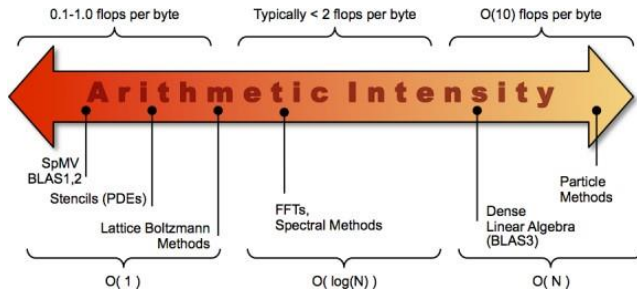 0.1-1.0 flops per byte
Typically < 2 flops per byte
O(10) flops per byte
Arithmetic Intensity
SpMV
BLAS1,2
Stencils (PDEs)
Lattice Boltzmann
Methods
FFTs,
Spectral Methods
Dense
Linear Algebra
(BLAS3)
Particle
Methods
O( 1 )
O( log(N) )
O( N )